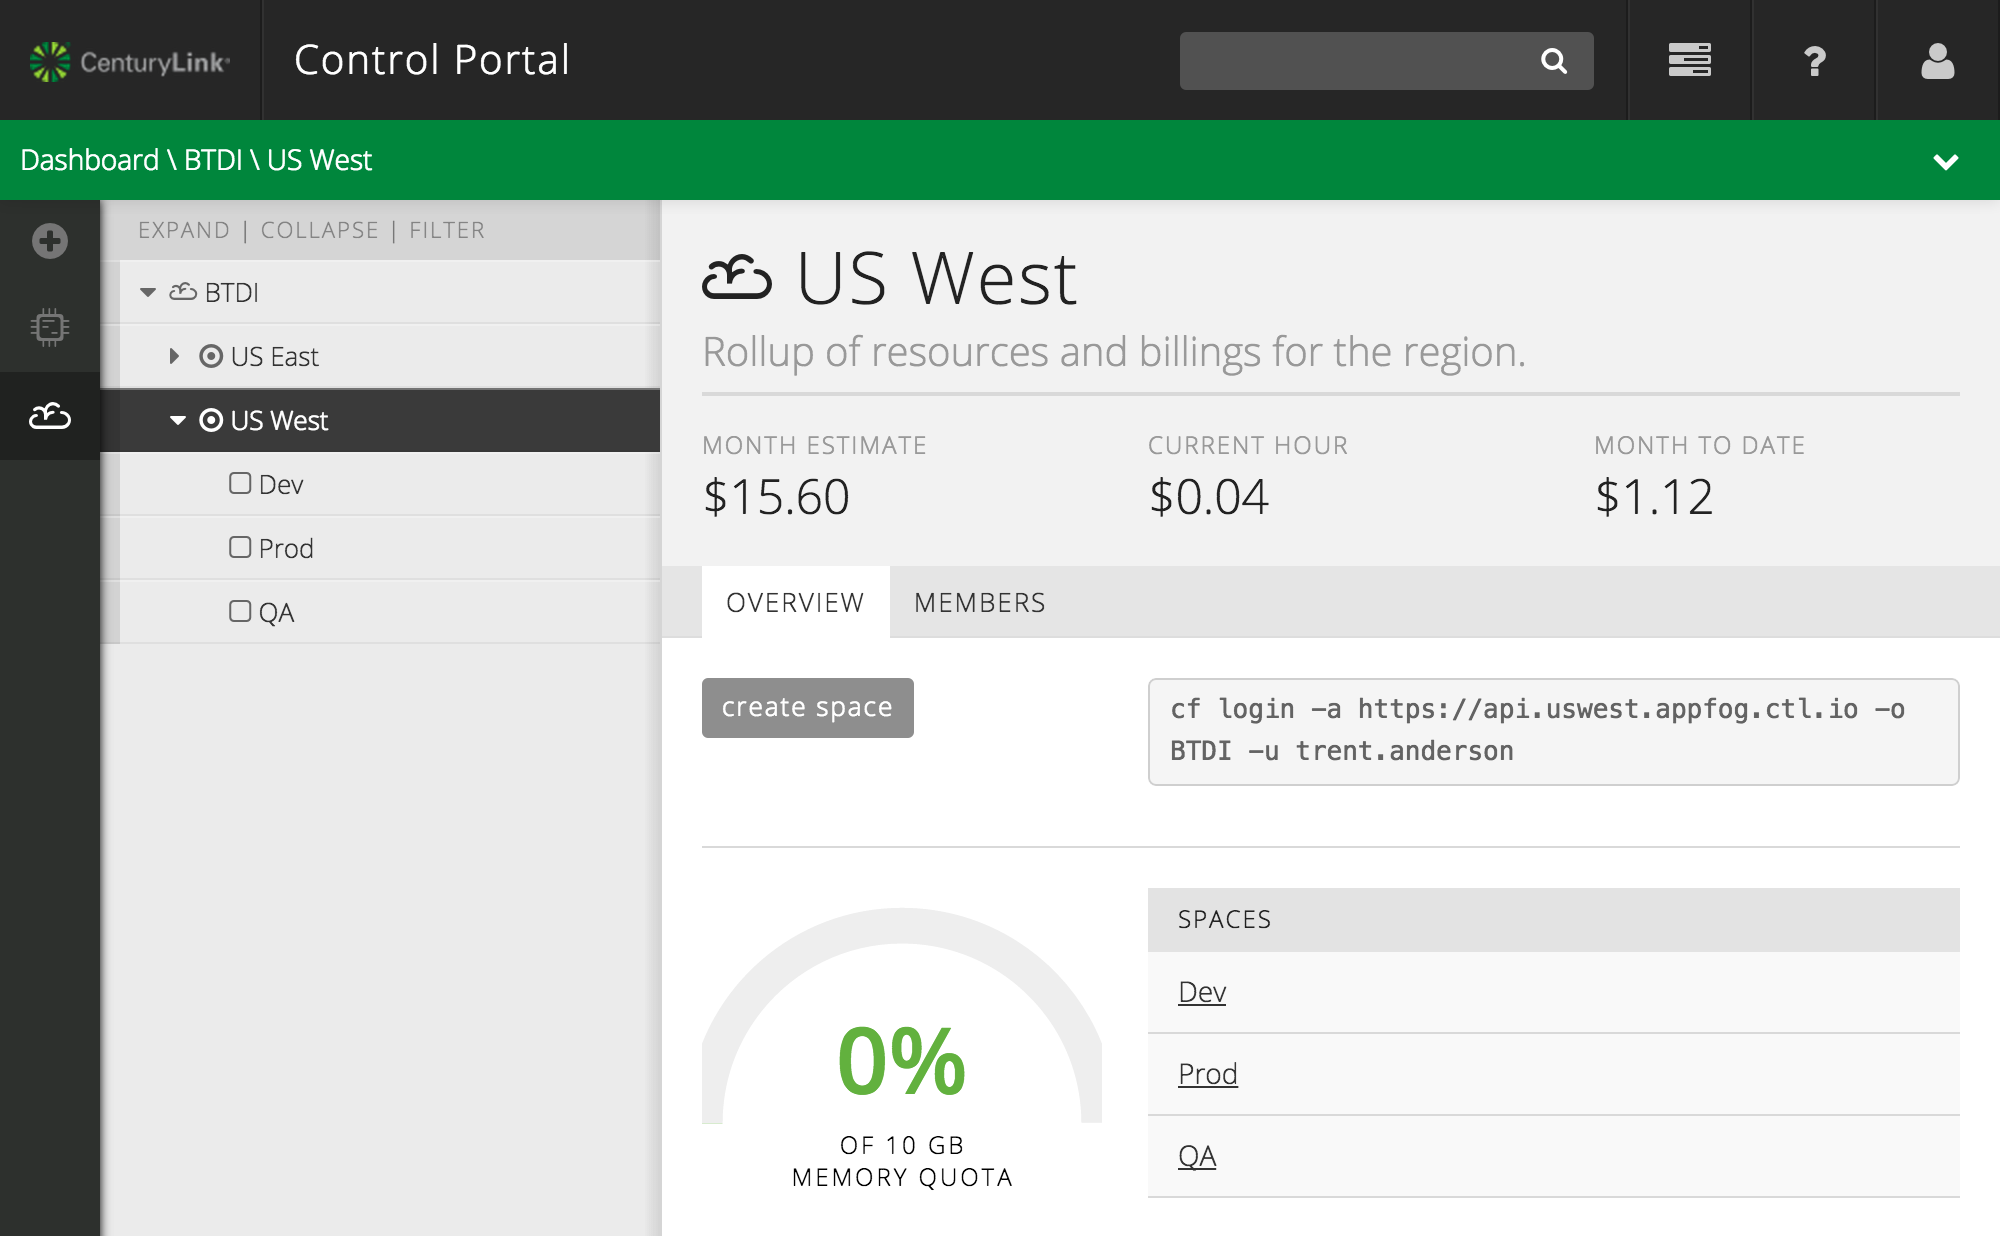 CenturyLink
Control Portal
?
Dashboard \ BTDI \ US West
EXPAND | COLLAPSE | FILTER
BTDI
US East
US West
Dev
Prod
QA
US West
Rollup of resources and billings for the region.
MONTH ESTIMATE
$15.60
CURRENT HOUR
$0.04
MONTH TO DATE
$1.12
OVERVIEW
MEMBERS
create space
cf login -a https://api.uswest.appfog.ctl.io -o
BTDI -u trent.anderson
0%
OF 10 GB
MEMORY QUOTA
SPACES
Dev
Prod
QA